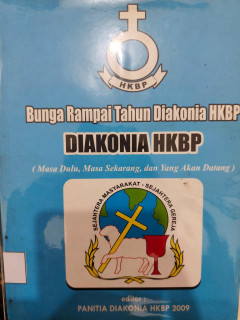 HKBP
Bunga Rampai Tahun Diakonia HKBP
DIAKONIA HKBP
( Masa Dulu, Masa Sekarang, dan Yang Akan Datang )
SEJAHTERA MASYARAKAT - SEJAHTERA GEREJA
editor :
PANITIA DIAKONIA HKBP 2009